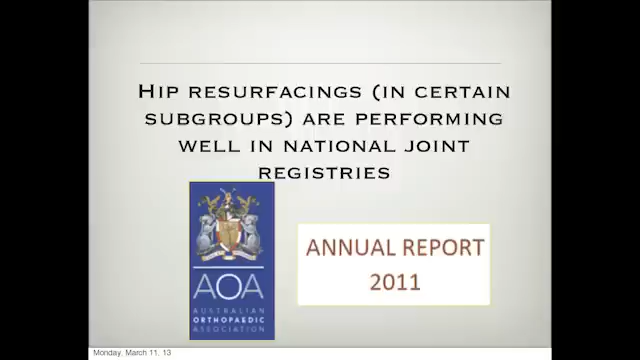 HIP RESURFACINGS (IN CERTAIN
SUBGROUPS) ARE PERFORMING
WELL IN NATIONAL JOINT
REGISTRIES
AOA
AUSTRALIAN
ORTHOPAEDIC
ASSOCIATION
ANNUAL REPORT
2011
Monday, March 11, 13